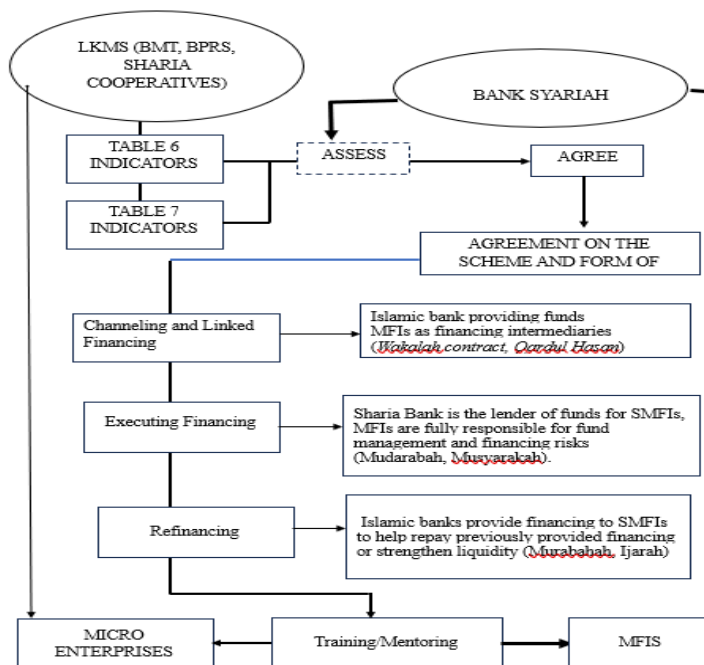 LKMS (BMT, BPRS,
SHARIA
COOPERATIVES)
BANK SYARIAH
TABLE 6
INDICATORS
ASSESS
AGREE
TABLE 7
INDICATORS
AGREEMENT ON THE
SCHEME AND FORM OF
Channeling and Linked
Financing
Islamic bank providing funds
MFIs as financing intermediaries
(Wakalah contract, Qardul Hasan)
Executing Financing
Sharia Bank is the lender of funds for SMFIs,
MFIs are fully responsible for fund
management and financing risks
(Mudarabah, Musyarakah).
Refinancing
Islamic banks provide financing to SMFIs
to help repay previously provided financing
or strengthen liquidity (Murabahah, Ijarah)
MICRO
ENTERPRISES
Training/Mentoring
MFIS